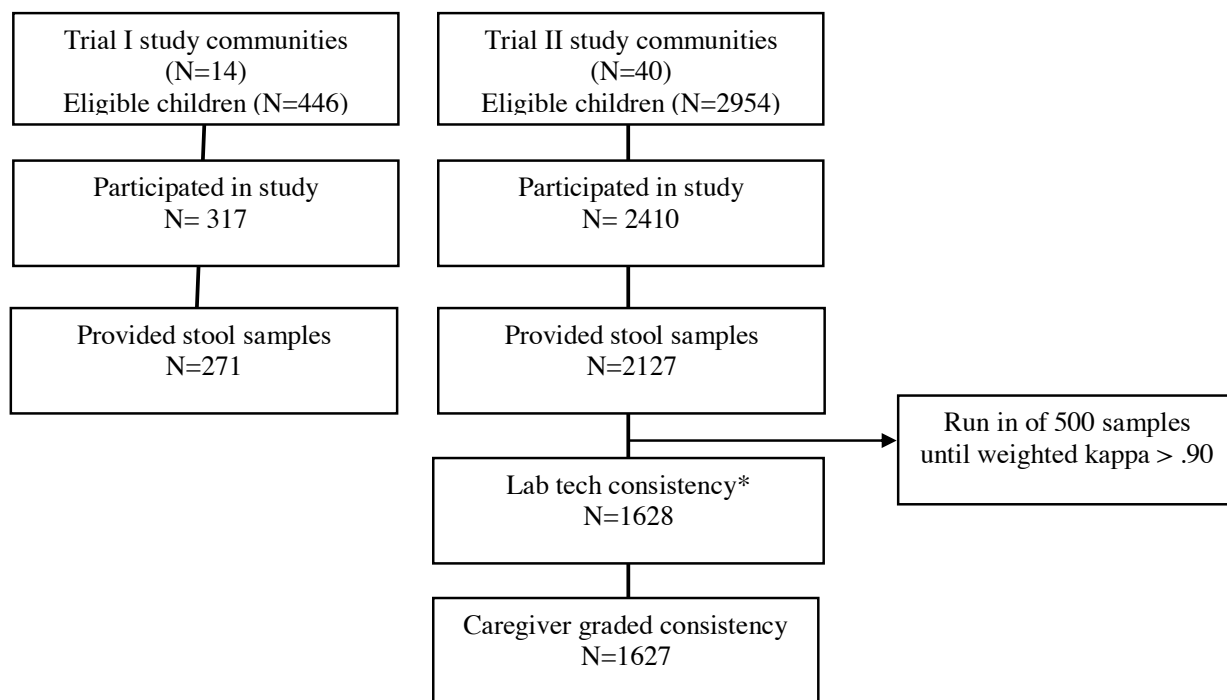 Trial I study communities
(N=14)
Eligible children (N=446)
Trial II study communities
(N=40)
Eligible children (N=2954)
Participated in study
N= 317
Participated in study
N= 2410
Provided stool samples
N=271
Provided stool samples
N=2127
Run in of 500 samples
until weighted kappa > .90
Lab tech consistency*
N=1628
Caregiver graded consistency
N=1627